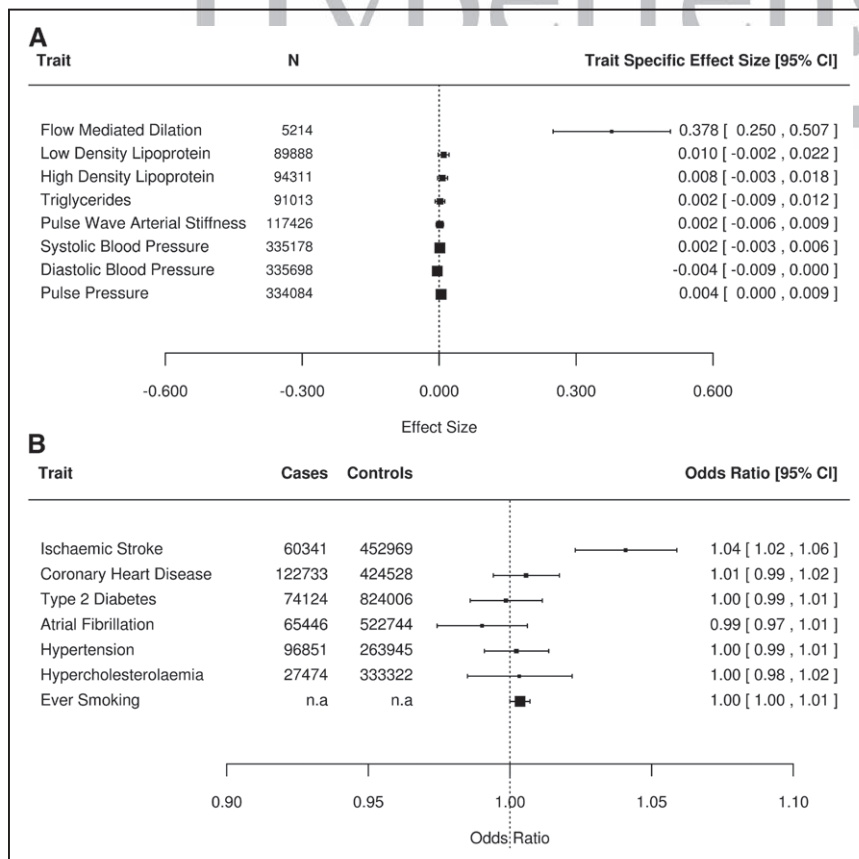 A
Trait N Trait Specific Effect Size [95% CI]
Flow Mediated Dilation 5214 0.378 [ 0.250 , 0.507]
Low Density Lipoprotein 89888 0.010 [ -0.002 , 0.022]
High Density Lipoprotein 94311 0.008 [ -0.003 , 0.018]
Triglycerides 91013 0.002 [ -0.009 , 0.012]
Pulse Wave Arterial Stiffness 117426 0.002 [ -0.006 , 0.009]
Systolic Blood Pressure 335178 0.002 [ -0.003 , 0.006]
Diastolic Blood Pressure 335698 -0.004 [ -0.009 , 0.000]
Pulse Pressure 334084 0.004 [ 0.000 , 0.009]
-0.600 -0.300 0.000 0.300 0.600
Effect Size
B
Trait Cases Controls Odds Ratio [95% CI]
Ischaemic Stroke 60341 452969 1.04 [ 1.02 , 1.06]
Coronary Heart Disease 122733 424528 1.01 [ 0.99 , 1.02]
Type 2 Diabetes 74124 824006 1.00 [ 0.99 , 1.01]
Atrial Fibrillation 65446 522744 0.99 [ 0.97 , 1.01]
Hypertension 96851 263945 1.00 [ 0.99 , 1.01]
Hypercholesterolaemia 27474 333322 1.00 [ 0.98 , 1.02]
Ever Smoking n.a n.a 1.00 [ 1.00 , 1.01]
0.90 0.95 1.00 1.05 1.10
Odds Ratio